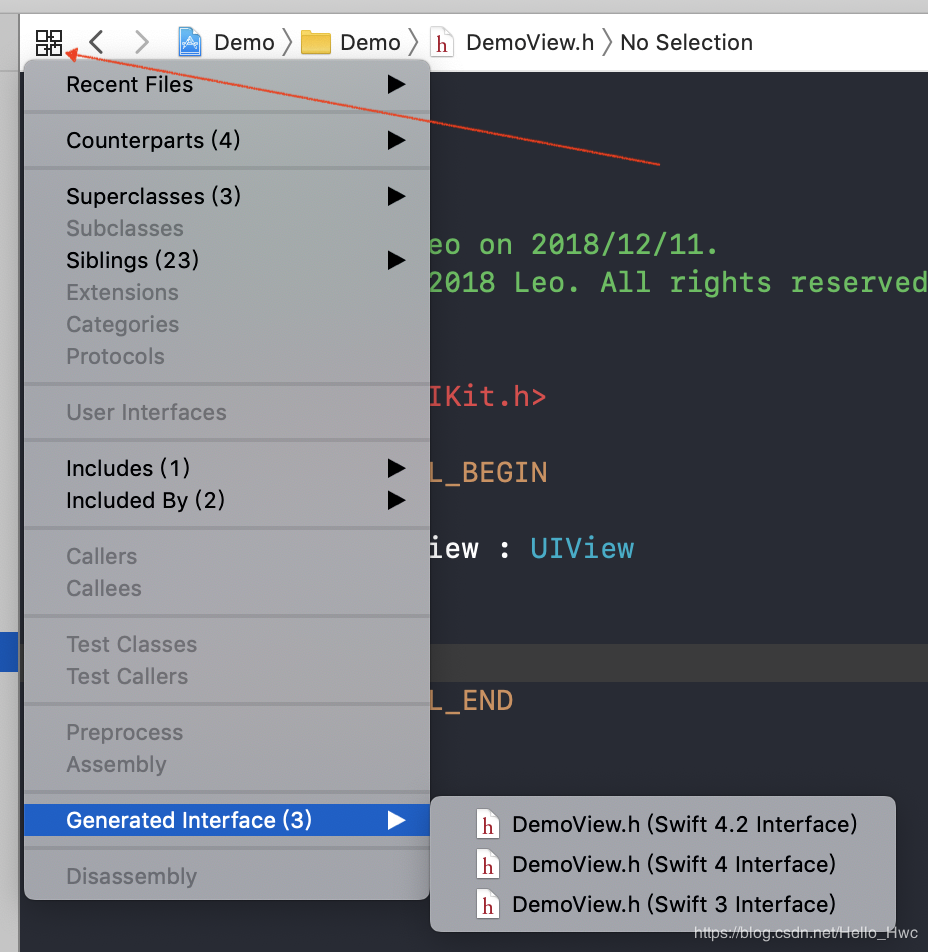 Demo
Demo
h DemoView.h
No Selection
Recent Files
Counterparts (4)
Superclasses (3)
Subclasses
Siblings (23)
Extensions
Categories
Protocols
User Interfaces
Includes (1)
Included By (2)
Callers
Callees
Test Classes
Test Callers
Preprocess
Assembly
Generated Interface (3)
Disassembly
eo on 2018/12/11.
2018 Leo. All rights reserved
IKit.h>
L_BEGIN
iew : UIView
L_END
h DemoView.h (Swift 4.2 Interface)
h DemoView.h (Swift 4 Interface)
h DemoView.h (Swift 3 Interface)
https://blog.csdn.net/Hello_Hwc